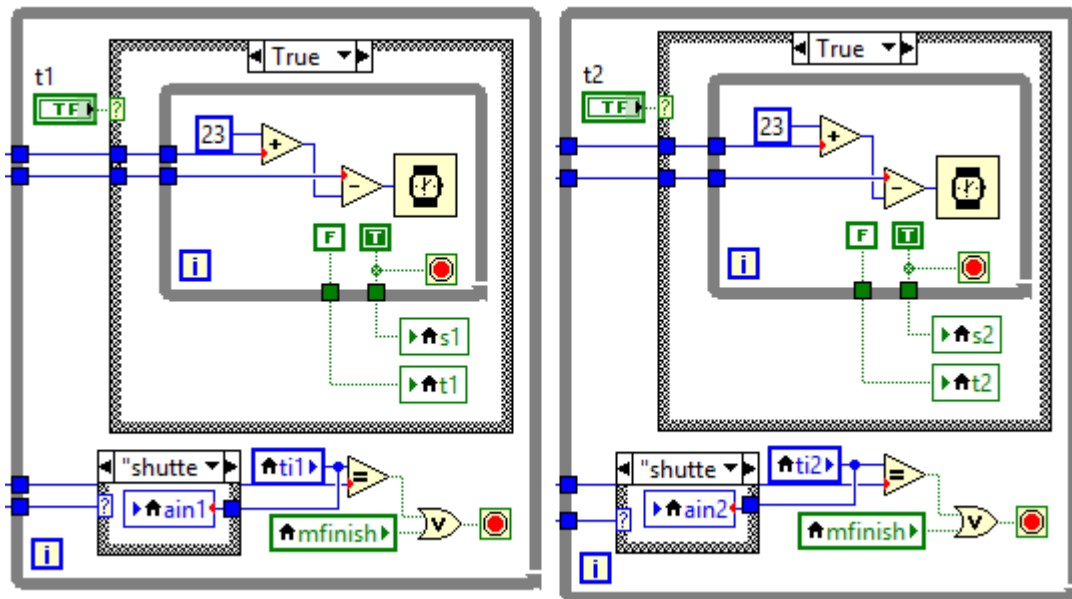 True
t1
TF
?
23
+
-
F
T
i
s1
t1
"shutte
?
ain1
ti1
=
mfinish
v
i
True
t2
TF
?
23
+
-
F
T
i
s2
t2
"shutte
?
ain2
ti2
=
mfinish
v
i